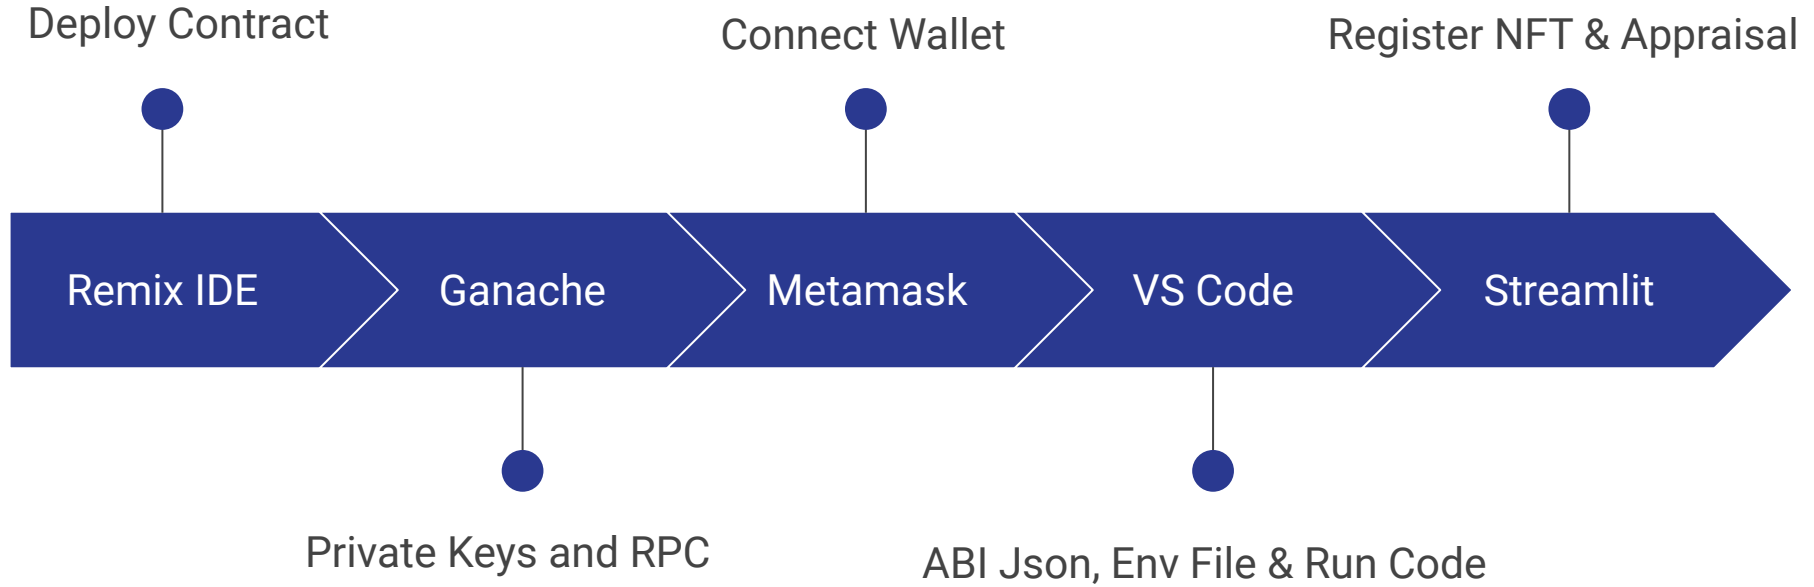 Deploy Contract
Connect Wallet
Register NFT & Appraisal
Remix IDE
Ganache
Metamask
VS Code
Streamlit
Private Keys and RPC
ABI Json, Env File & Run Code